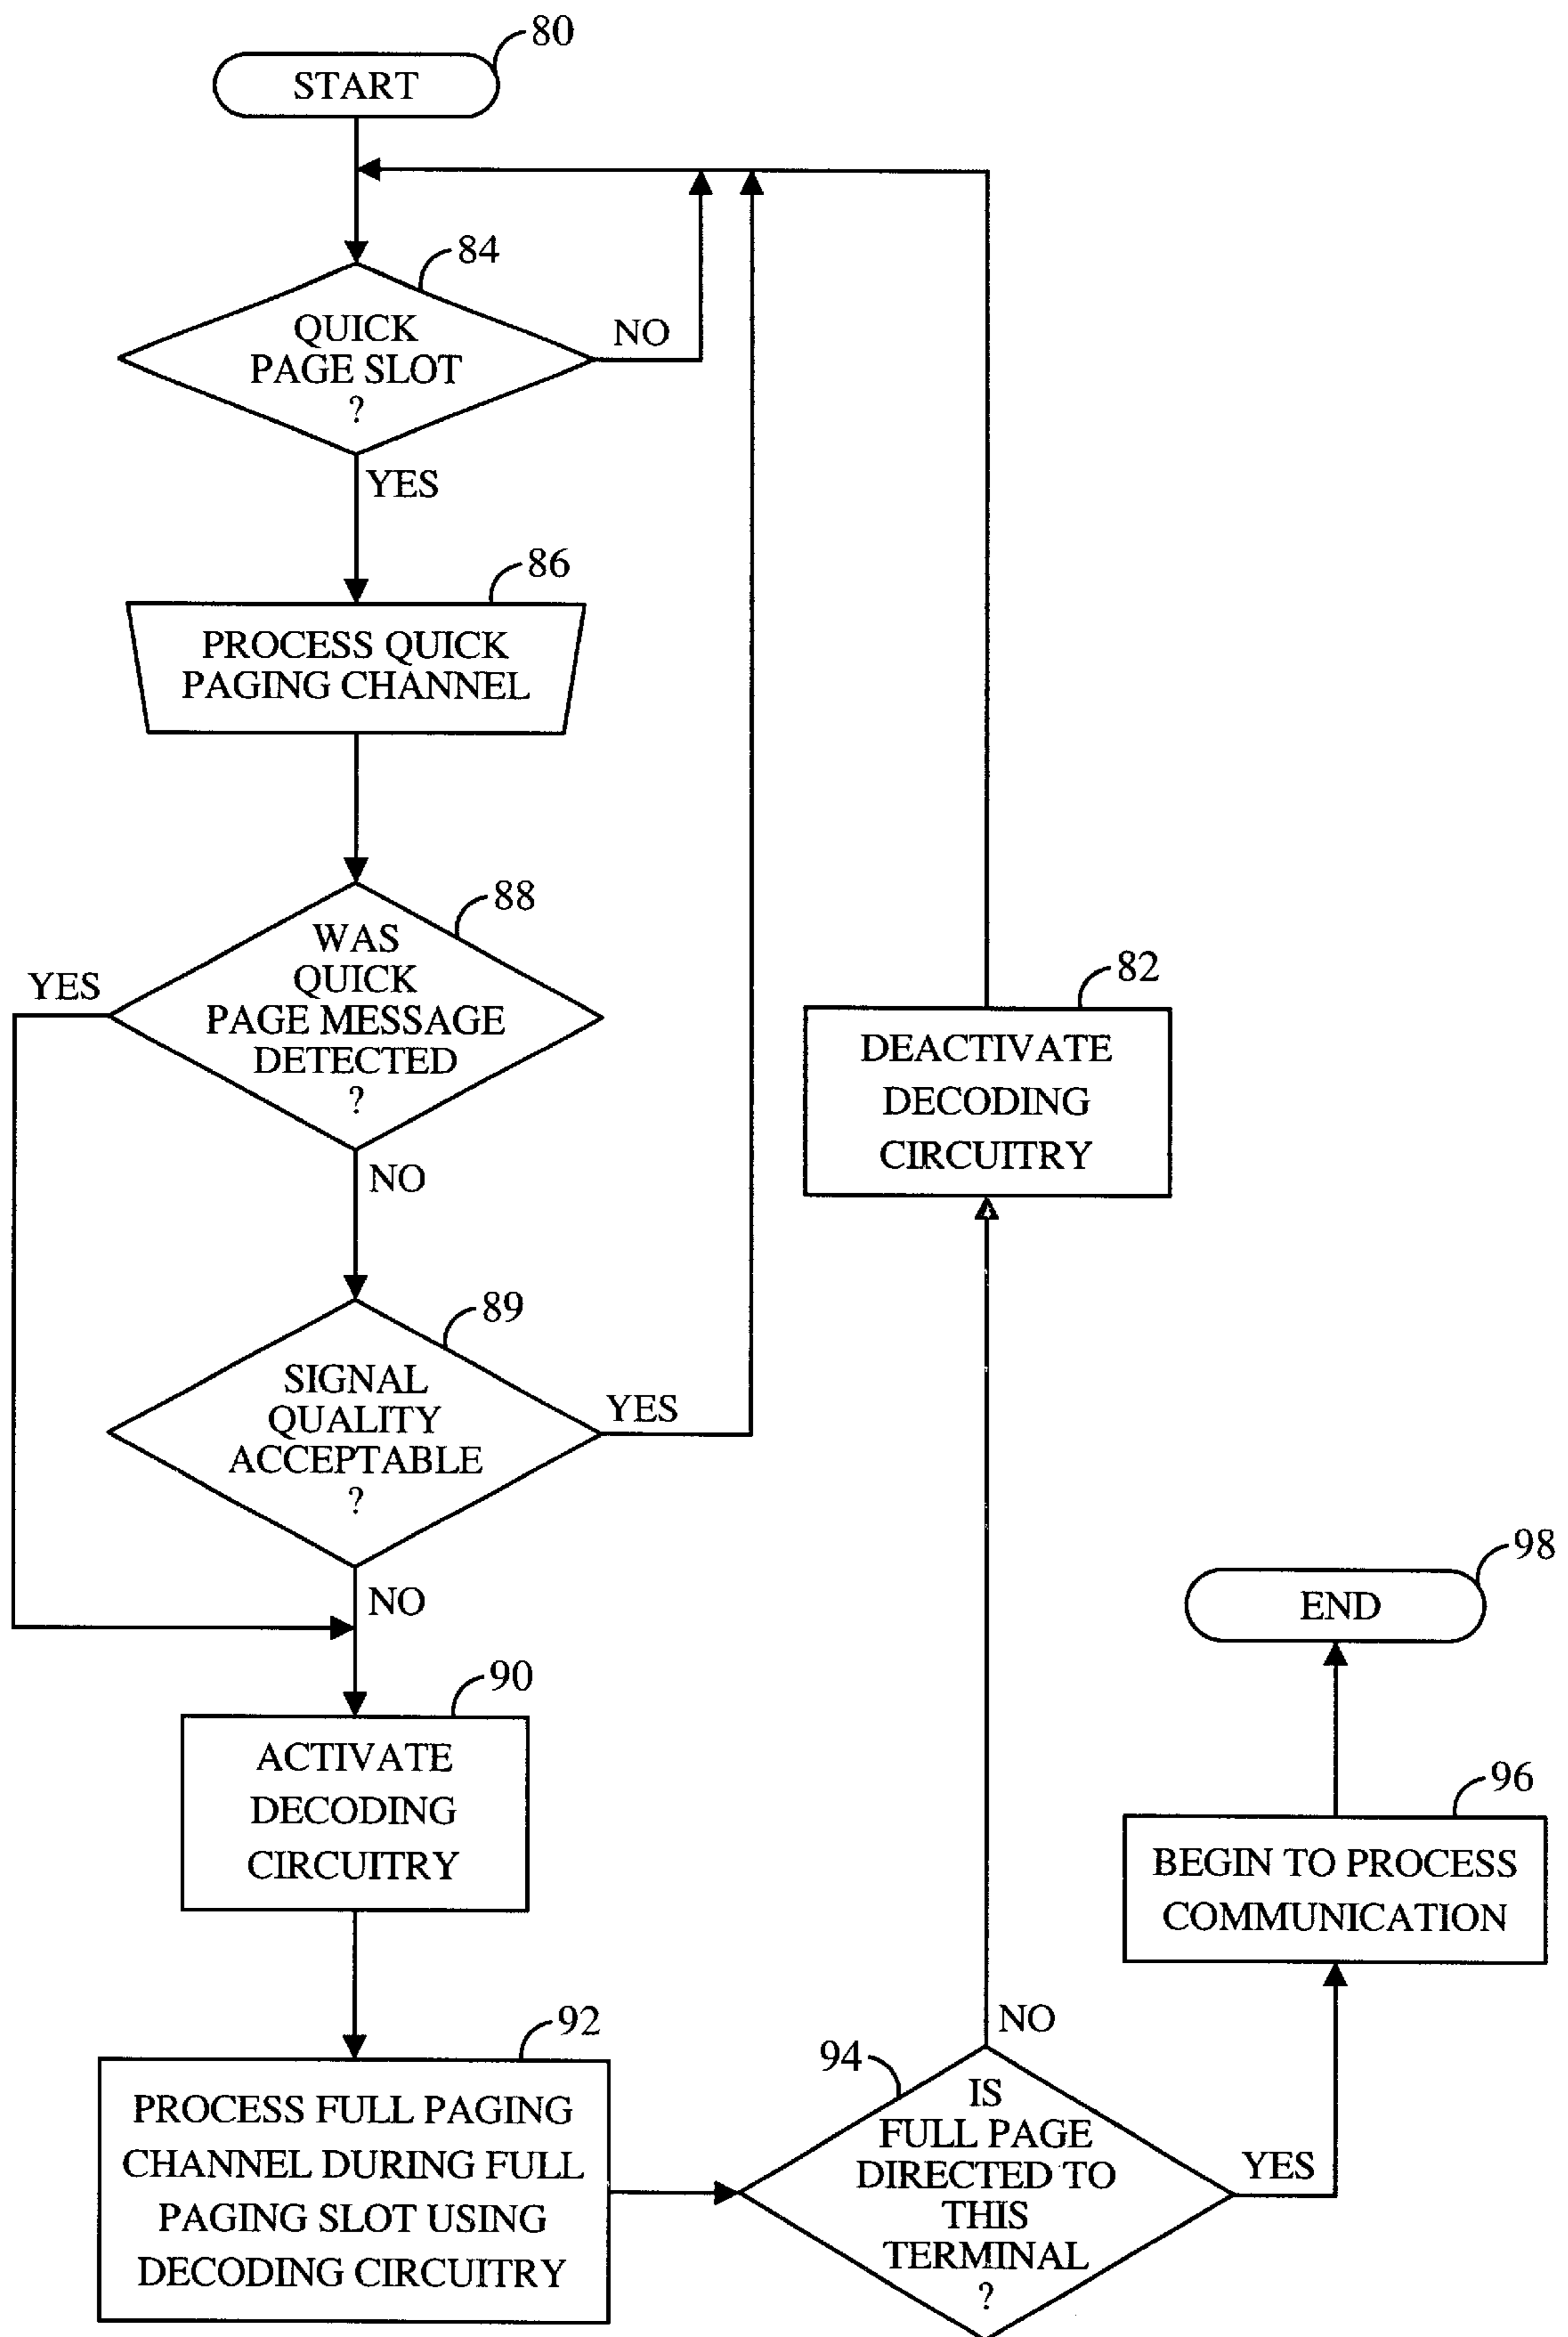 80
START
84
QUICK
PAGE SLOT
?
NO
YES
86
PROCESS QUICK
PAGING CHANNEL
88
WAS
QUICK
PAGE MESSAGE
DETECTED
?
YES
NO
82
DEACTIVATE
DECODING
CIRCUITRY
89
SIGNAL
QUALITY
ACCEPTABLE
?
YES
NO
90
ACTIVATE
DECODING
CIRCUITRY
92
PROCESS FULL PAGING
CHANNEL DURING FULL
PAGING SLOT USING
DECODING CIRCUITRY
94
IS
FULL PAGE
DIRECTED TO
THIS
TERMINAL
?
NO
YES
96
BEGIN TO PROCESS
COMMUNICATION
98
END